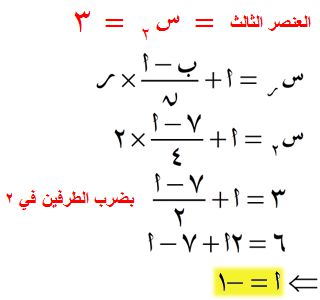 العنصر الثالث = س٢ = ٣
سر = أ + (ب − أ)/ن × ر
س٢ = أ + (٧ − أ)/٤ × ٢
٣ = أ + (٧ − أ)/٢ بضرب الطرفين في ٢
٦ = ٢أ + ٧ − أ
⇐ أ = −١